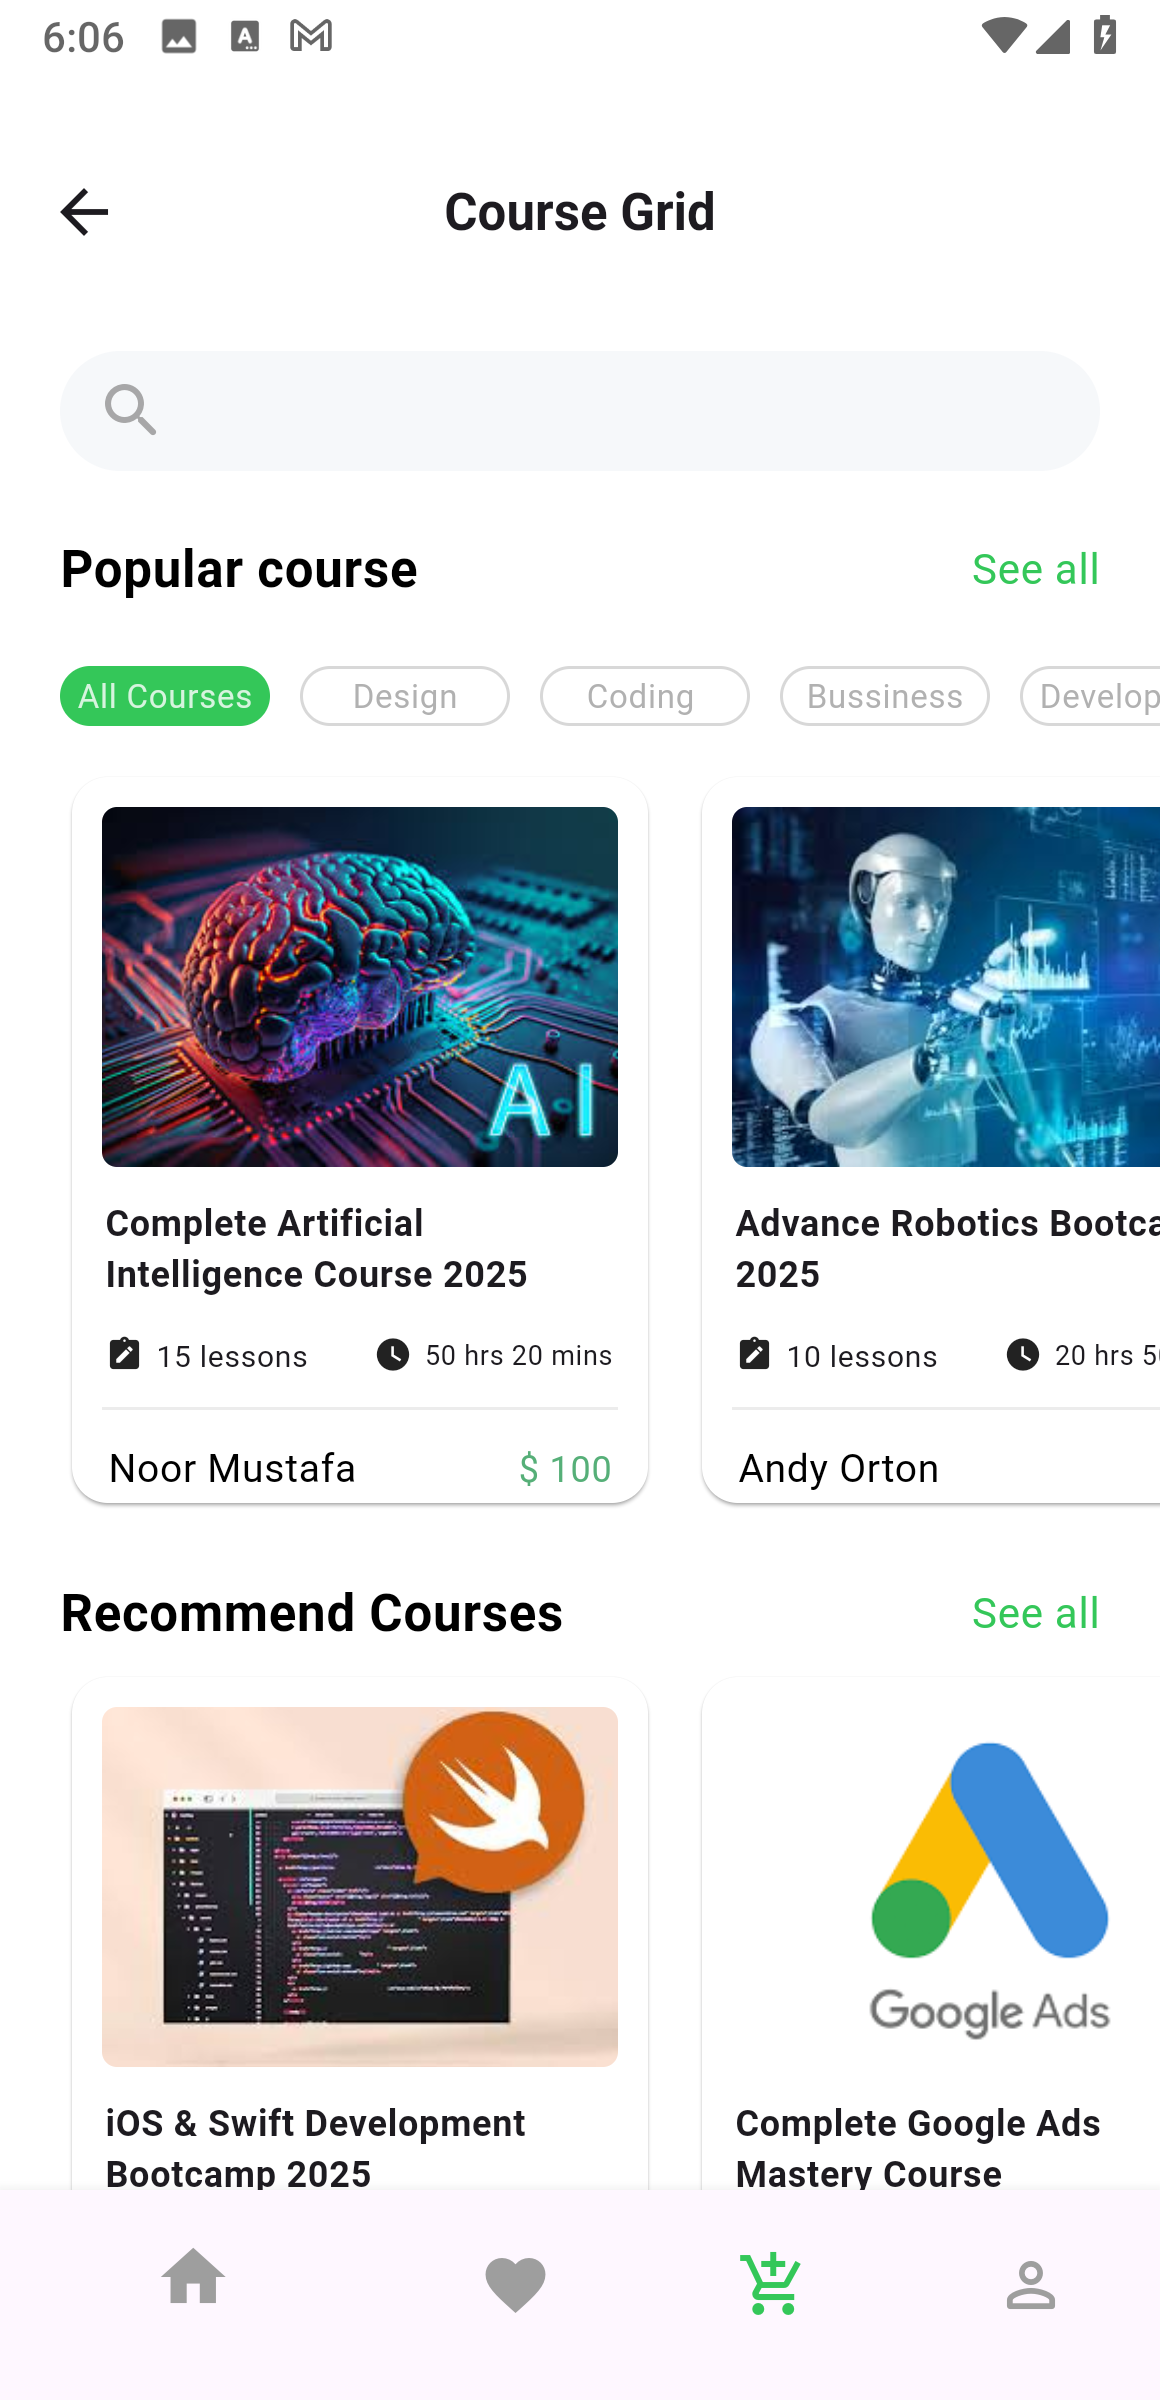 6:06
Course Grid
Popular course
See all
All Courses
Design
Coding
Bussiness
Develop
AI
Complete Artificial
Intelligence Course 2025
15 lessons
50 hrs 20 mins
Noor Mustafa
$ 100
Advance Robotics Bootca
2025
10 lessons
20 hrs 5
Andy Orton
Recommend Courses
See all
iOS & Swift Development
Bootcamp 2025
Google Ads
Complete Google Ads
Mastery Course